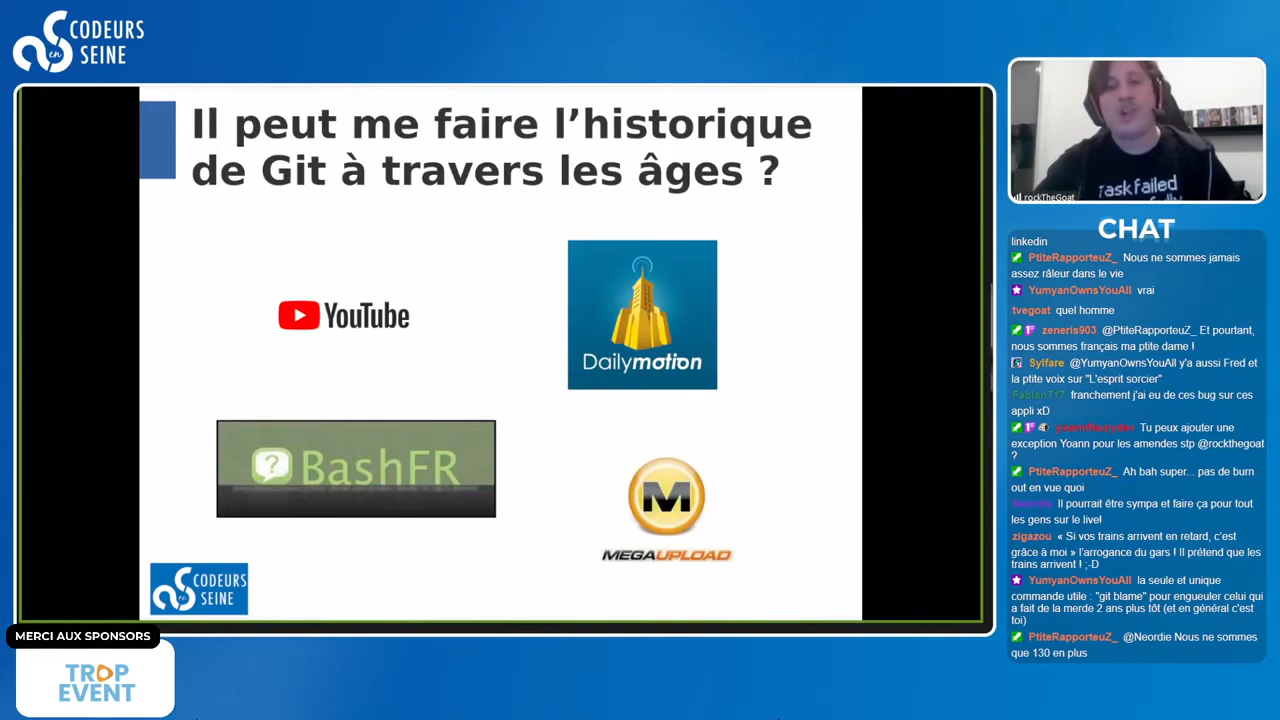 CODEURS
en
SEINE
Il peut me faire l’historique
de Git à travers les âges ?
YouTube
Dailymotion
? BashFR
M
MEGAUPLOAD
CODEURS
en
SEINE
MERCI AUX SPONSORS
TROP
EVENT
Task failed
rockTheGoat
CHAT
linkedin
PtiteRapporteuZ_ Nous ne sommes jamais
assez râleur dans le vie
YumyanOwnsYouAll vrai
tvegoat quel homme
zeneris903 @PtiteRapporteuZ_ Et pourtant,
nous sommes français ma ptite dame !
Sylfare @YumyanOwnsYouAll y'a aussi Fred et
la ptite voix sur "L'esprit sorcier"
FabianT17 franchement j'ai eu de ces bug sur ces
appli xD
Tu peux ajouter une
exception Yoann pour les amendes stp @rockthegoat
?
PtiteRapporteuZ_ Ah bah super... pas de burn
out en vue quoi
Neordie Il pourrait être sympa et faire ça pour tout
les gens sur le live!
zigazou « Si vos trains arrivent en retard, c’est
grâce à moi » l’arrogance du gars ! Il prétend que les
trains arrivent ! ;-D
YumyanOwnsYouAll la seule et unique
commande utile : "git blame" pour engueuler celui qui
a fait de la merde 2 ans plus tôt (et en général c'est
toi)
PtiteRapporteuZ_ @Neordie Nous ne sommes
que 130 en plus